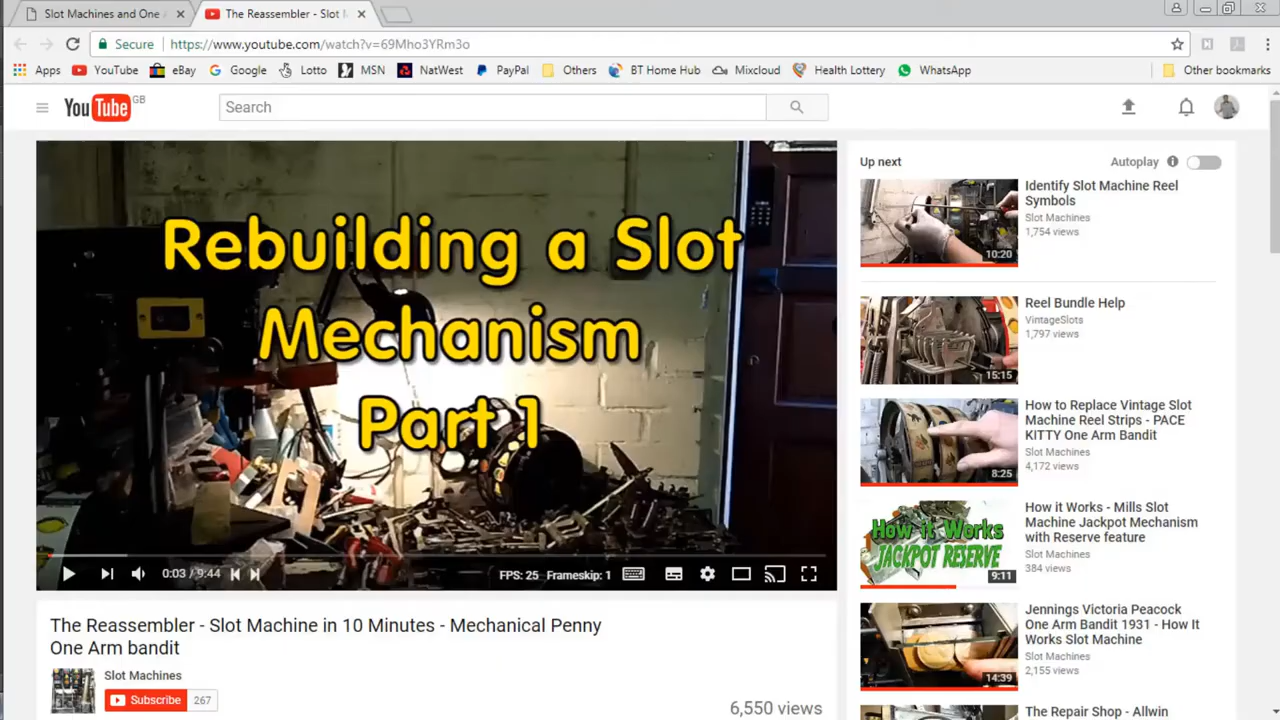 Slot Machines and One
The Reassembler - Slot
Secure
https://www.youtube.com/watch?v=69Mho3YRm3o
Apps
YouTube
eBay
Google
Lotto
MSN
NatWest
PayPal
Others
BT Home Hub
Mixcloud
Health Lottery
WhatsApp
Other bookmarks
YouTube GB
Search
Rebuilding a Slot
Mechanism
Part 1
0:03 / 9:44
FPS: 25 Frameskip: 1
The Reassembler - Slot Machine in 10 Minutes - Mechanical Penny
One Arm bandit
Slot Machines
Subscribe 267
6,550 views
Up next
Autoplay
Identify Slot Machine Reel
Symbols
Slot Machines
1,754 views
10:20
Reel Bundle Help
VintageSlots
1,797 views
15:15
How to Replace Vintage Slot
Machine Reel Strips - PACE
KITTY One Arm Bandit
Slot Machines
4,172 views
8:25
How it Works
JACKPOT RESERVE
9:11
How it Works - Mills Slot
Machine Jackpot Mechanism
with Reserve feature
Slot Machines
384 views
Jennings Victoria Peacock
One Arm Bandit 1931 - How It
Works Slot Machine
Slot Machines
2,155 views
14:39
The Repair Shop - Allwin